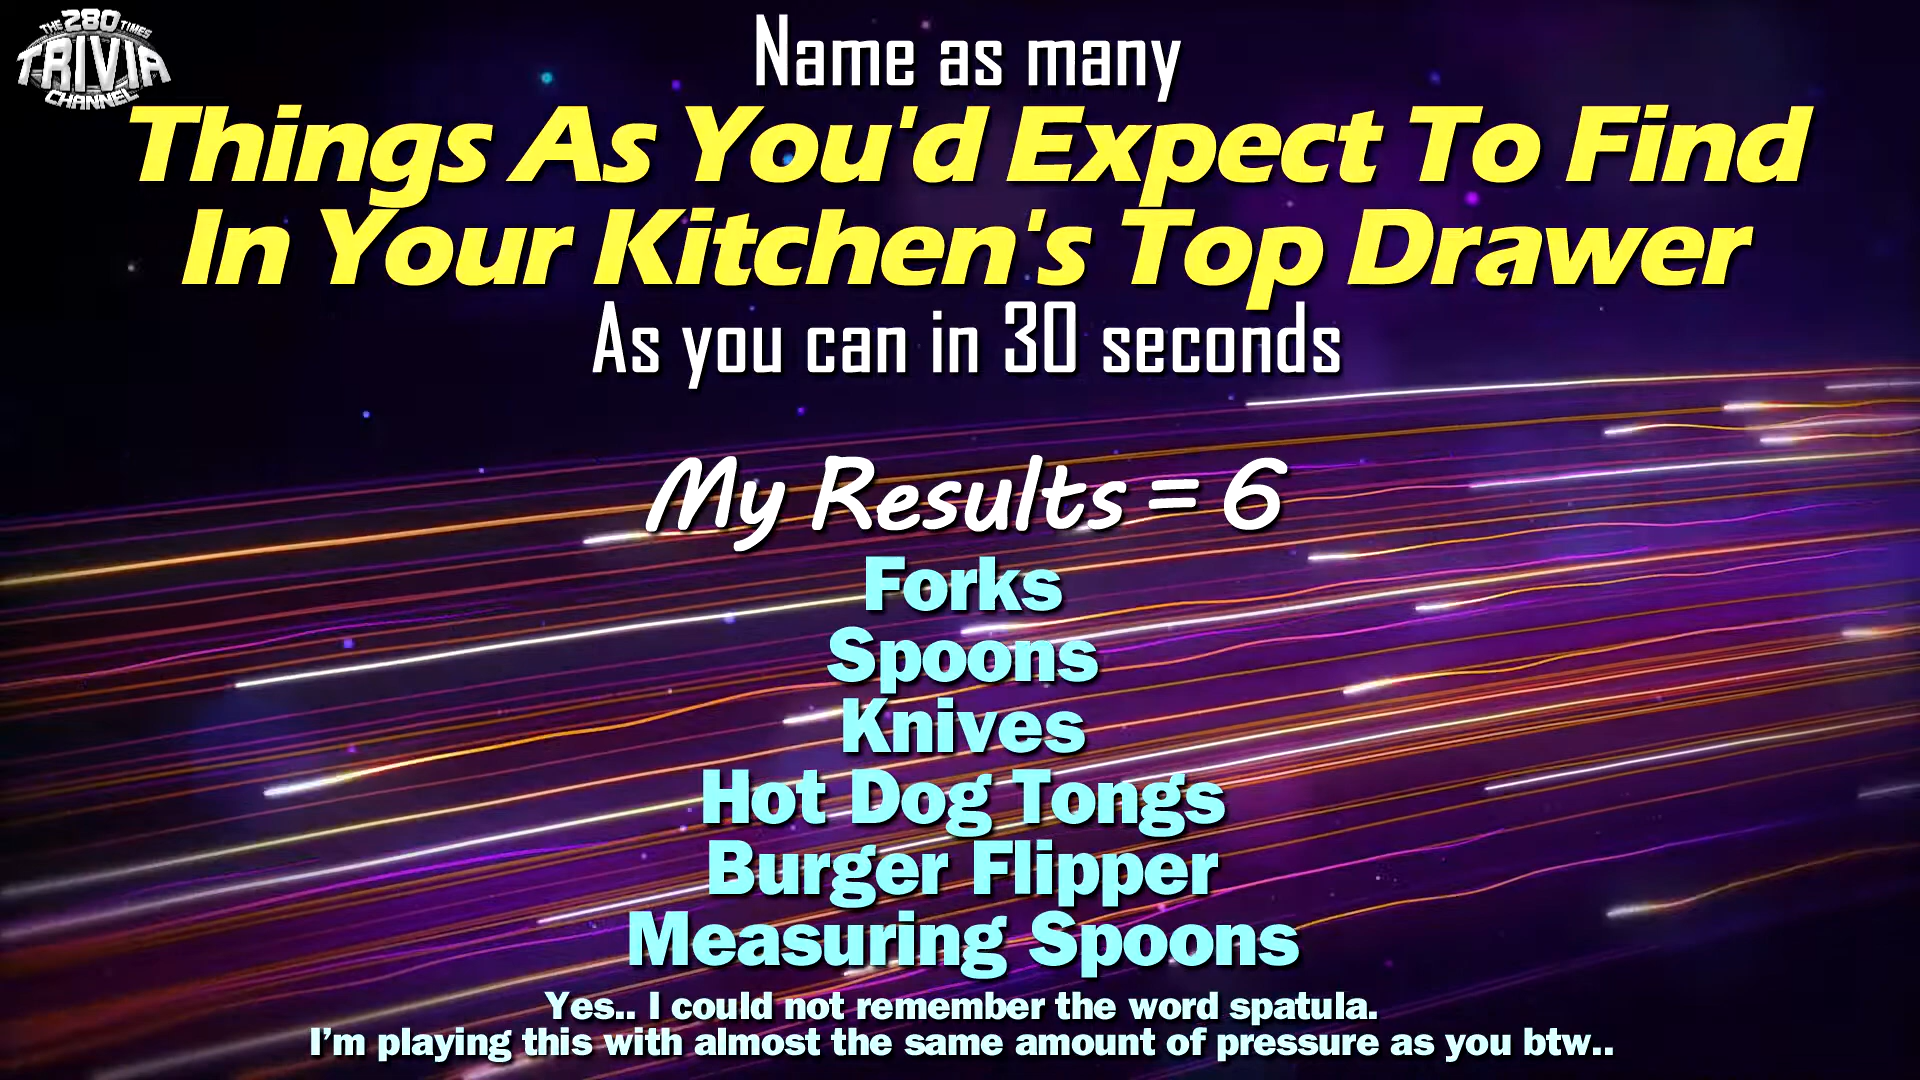 THE 280 TIMES
TRIVIA
CHANNEL
Name as many
Things As You'd Expect To Find
In Your Kitchen's Top Drawer
As you can in 30 seconds
My Results = 6
Forks
Spoons
Knives
Hot Dog Tongs
Burger Flipper
Measuring Spoons
Yes.. I could not remember the word spatula.
I'm playing this with almost the same amount of pressure as you btw..